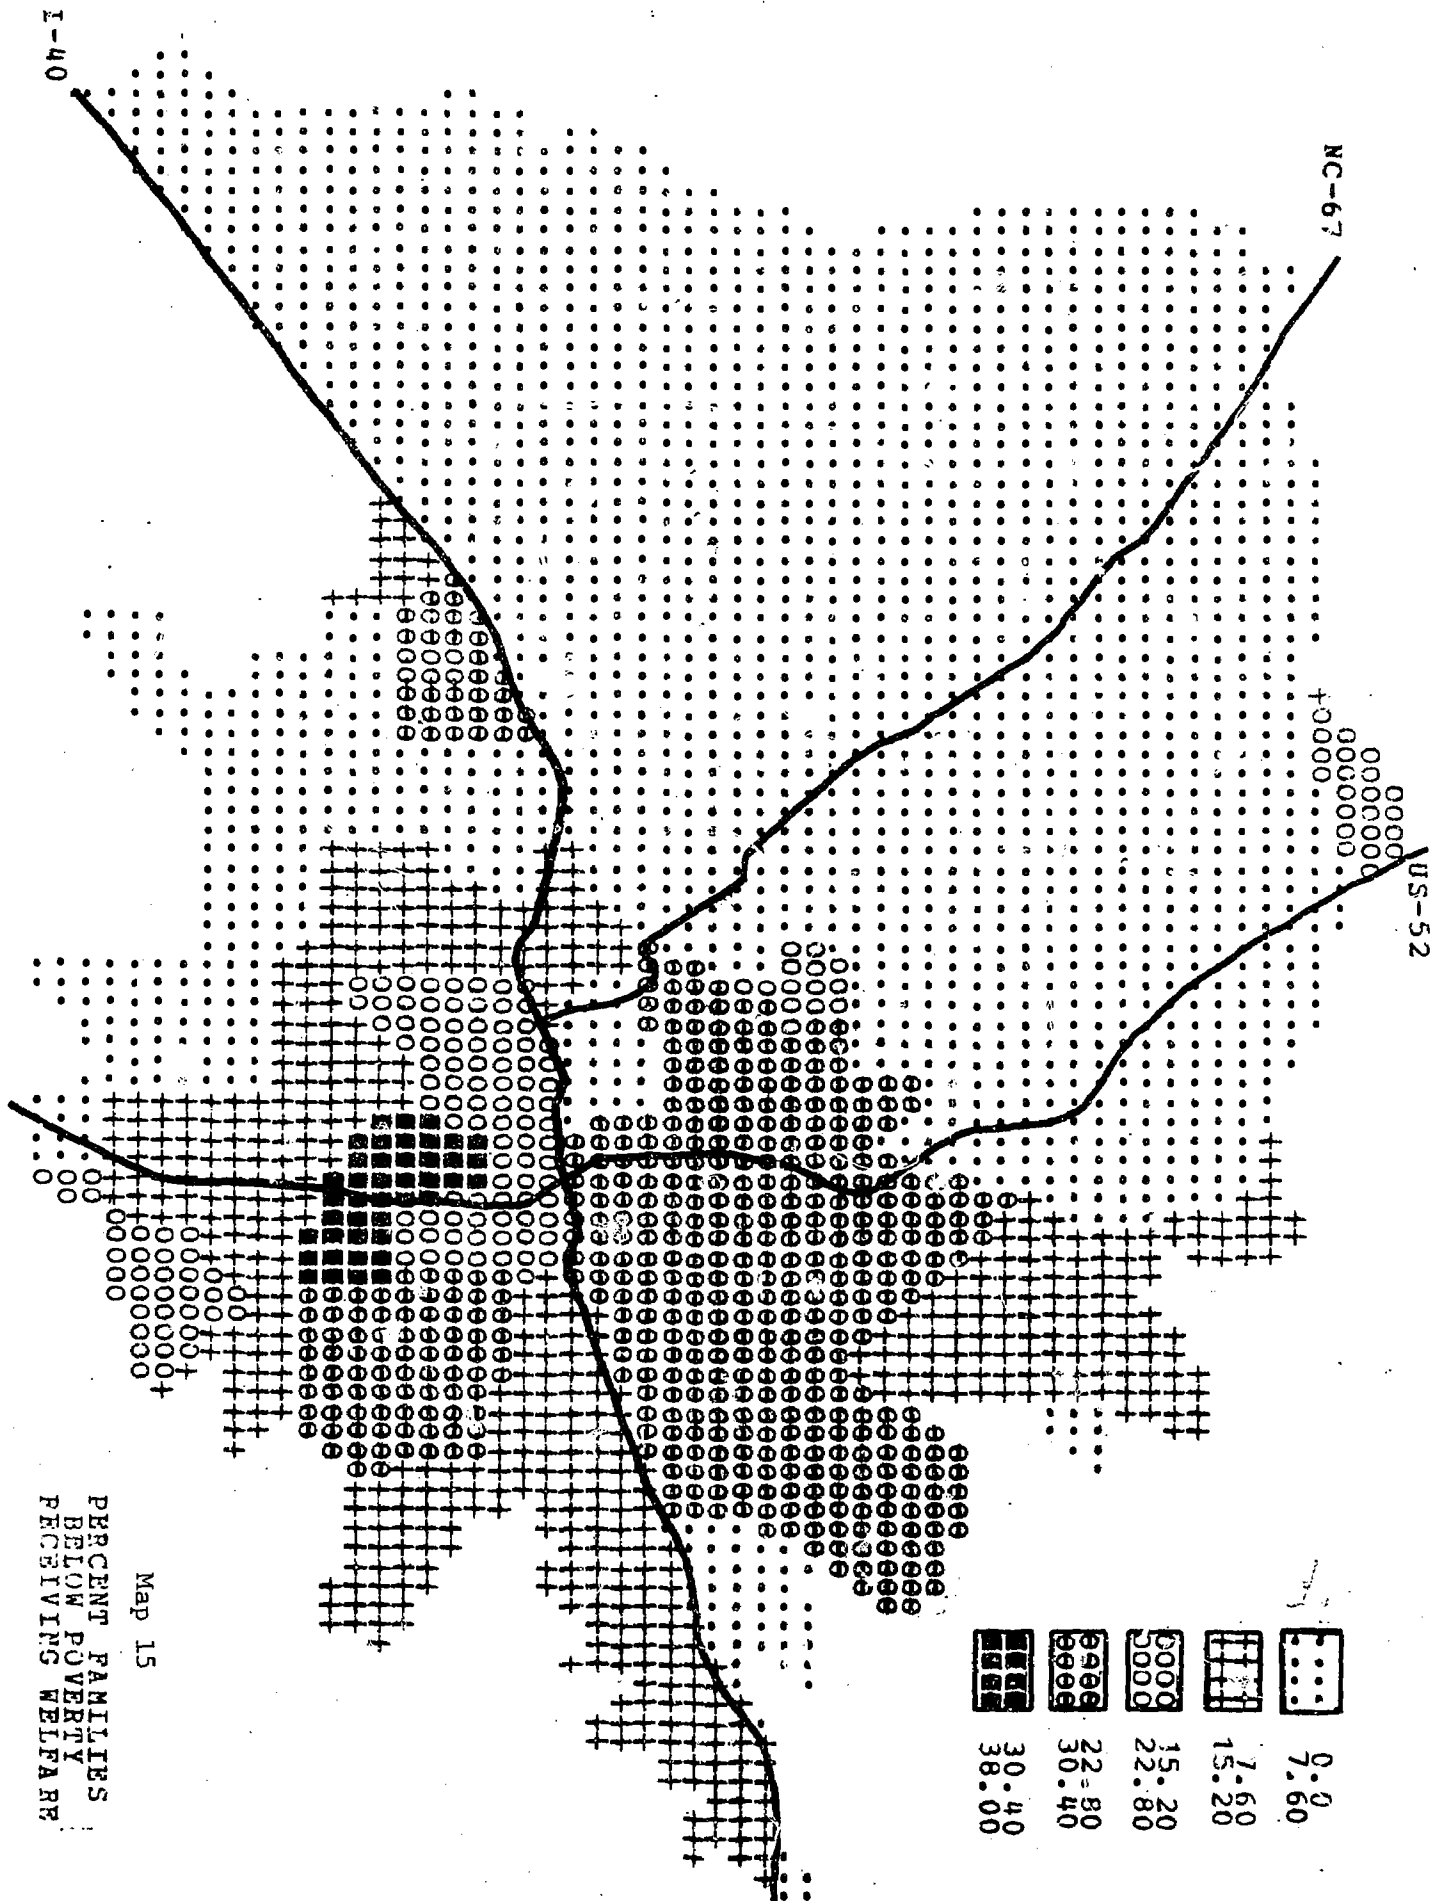 I-40
NC-67
US-52
0.0
7.60
7.60
15.20
15.20
22.80
22.80
30.40
30.40
38.00
Map 15
PERCENT FAMILIES
BELOW POVERTY
RECEIVING WELFARE